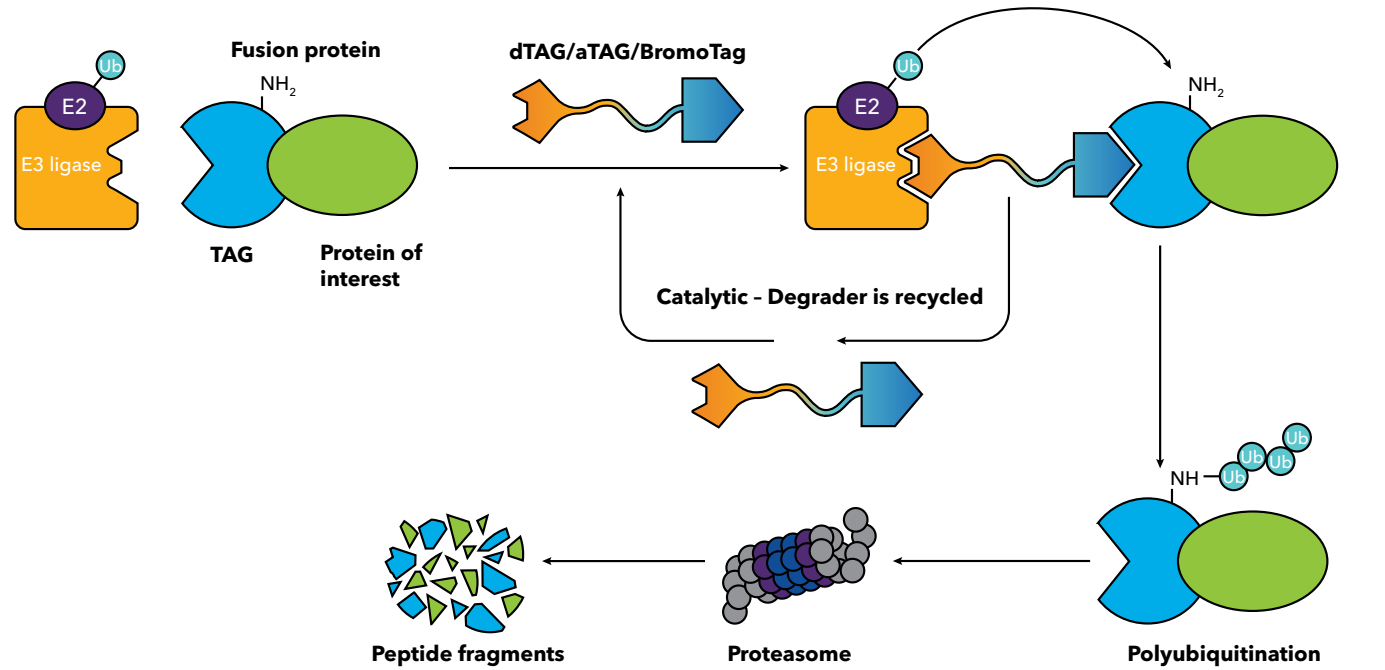 Ub
E2
E3 ligase
Fusion protein
NH2
TAG
Protein of
interest
dTAG/aTAG/BromoTag
Ub
E2
E3 ligase
NH2
Catalytic – Degrader is recycled
NH
Ub
Ub
Ub
Ub
Polyubiquitination
Proteasome
Peptide fragments